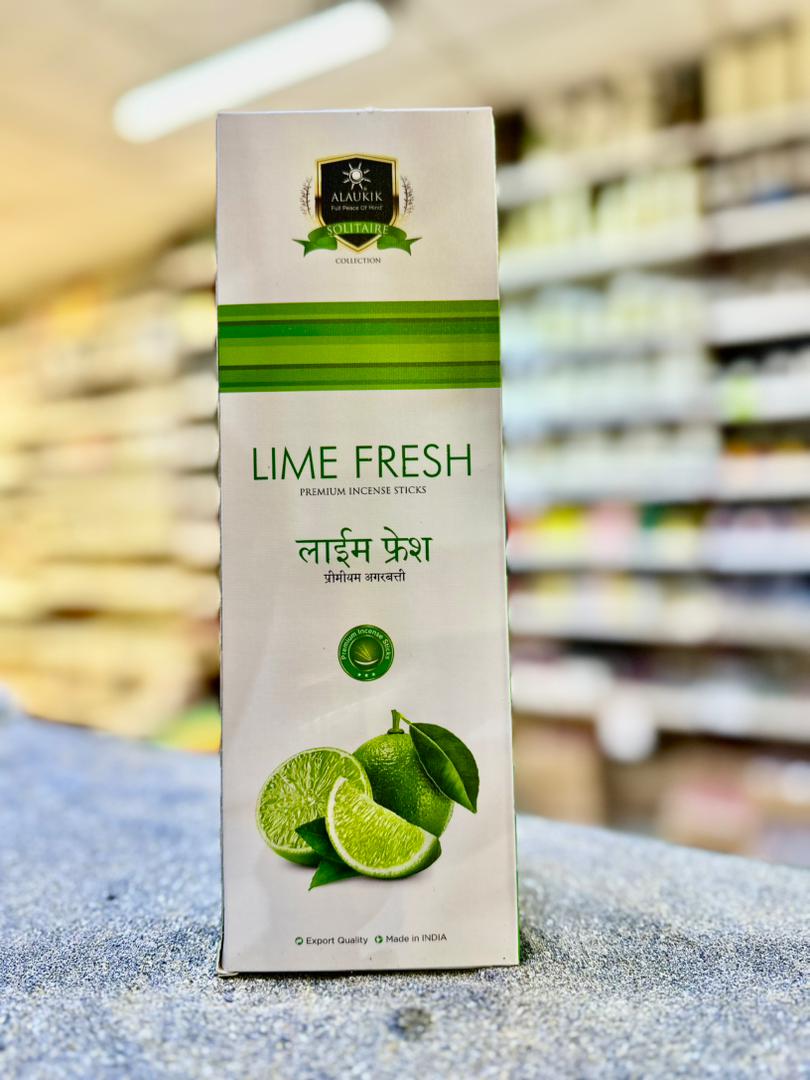 ALAUKIK
Full Peace Of Mind
SOLITAIRE
COLLECTION
LIME FRESH
PREMIUM INCENSE STICKS
लाईम फ्रेश
प्रीमीयम अगरबत्ती
Premium Incense Sticks
Export Quality Made in INDIA